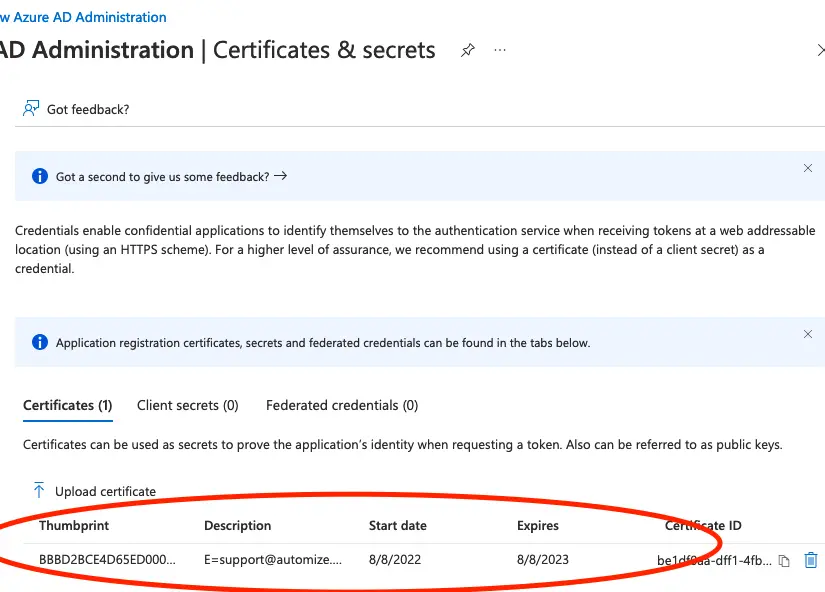 w Azure AD Administration
AD Administration | Certificates & secrets ...
Got feedback?
Got a second to give us some feedback? →
Credentials enable confidential applications to identify themselves to the authentication service when receiving tokens at a web addressable
location (using an HTTPS scheme). For a higher level of assurance, we recommend using a certificate (instead of a client secret) as a
credential.
Application registration certificates, secrets and federated credentials can be found in the tabs below.
Certificates (1) Client secrets (0) Federated credentials (0)
Certificates can be used as secrets to prove the application's identity when requesting a token. Also can be referred to as public keys.
Upload certificate
Thumbprint Description Start date Expires Certificate ID
BBBD2BCE4D65ED000... E=support@automize.... 8/8/2022 8/8/2023 be1df0aa-dff1-4fb...